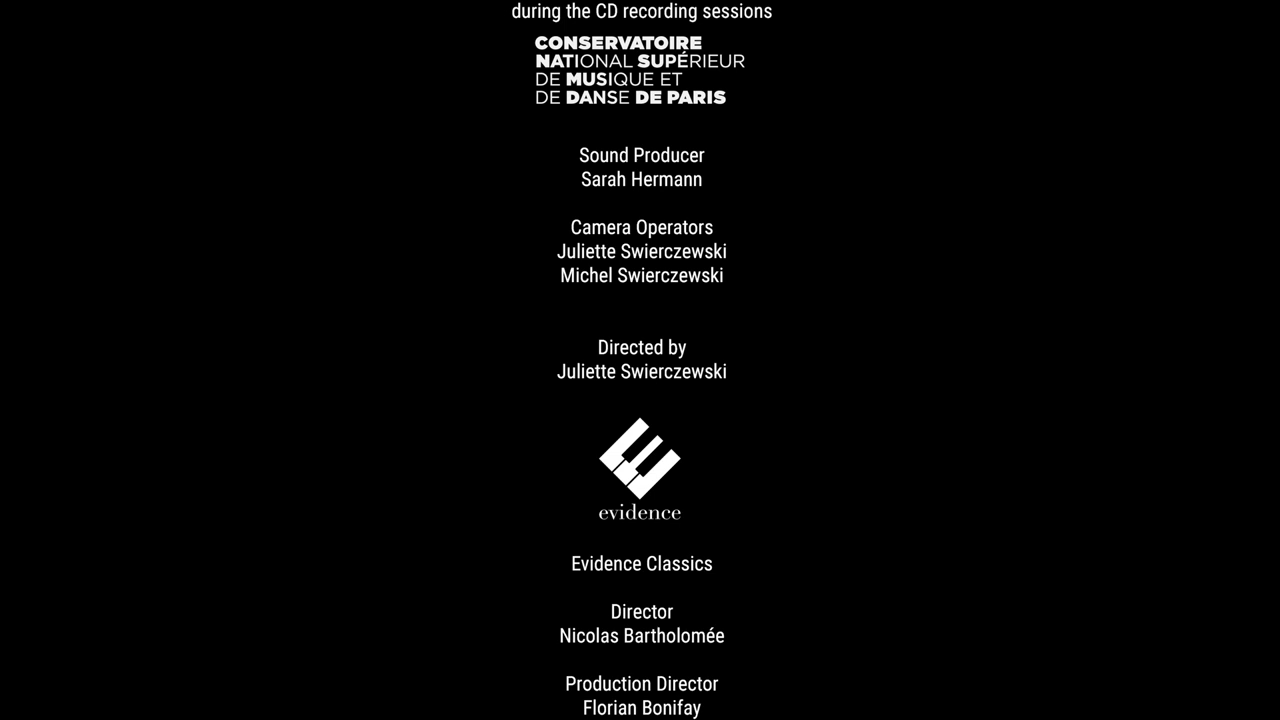 during the CD recording sessions
CONSERVATOIRE
NATIONAL SUPÉRIEUR
DE MUSIQUE ET
DE DANSE DE PARIS
Sound Producer
Sarah Hermann
Camera Operators
Juliette Swierczewski
Michel Swierczewski
Directed by
Juliette Swierczewski
evidence
Evidence Classics
Director
Nicolas Bartholomée
Production Director
Florian Bonifay